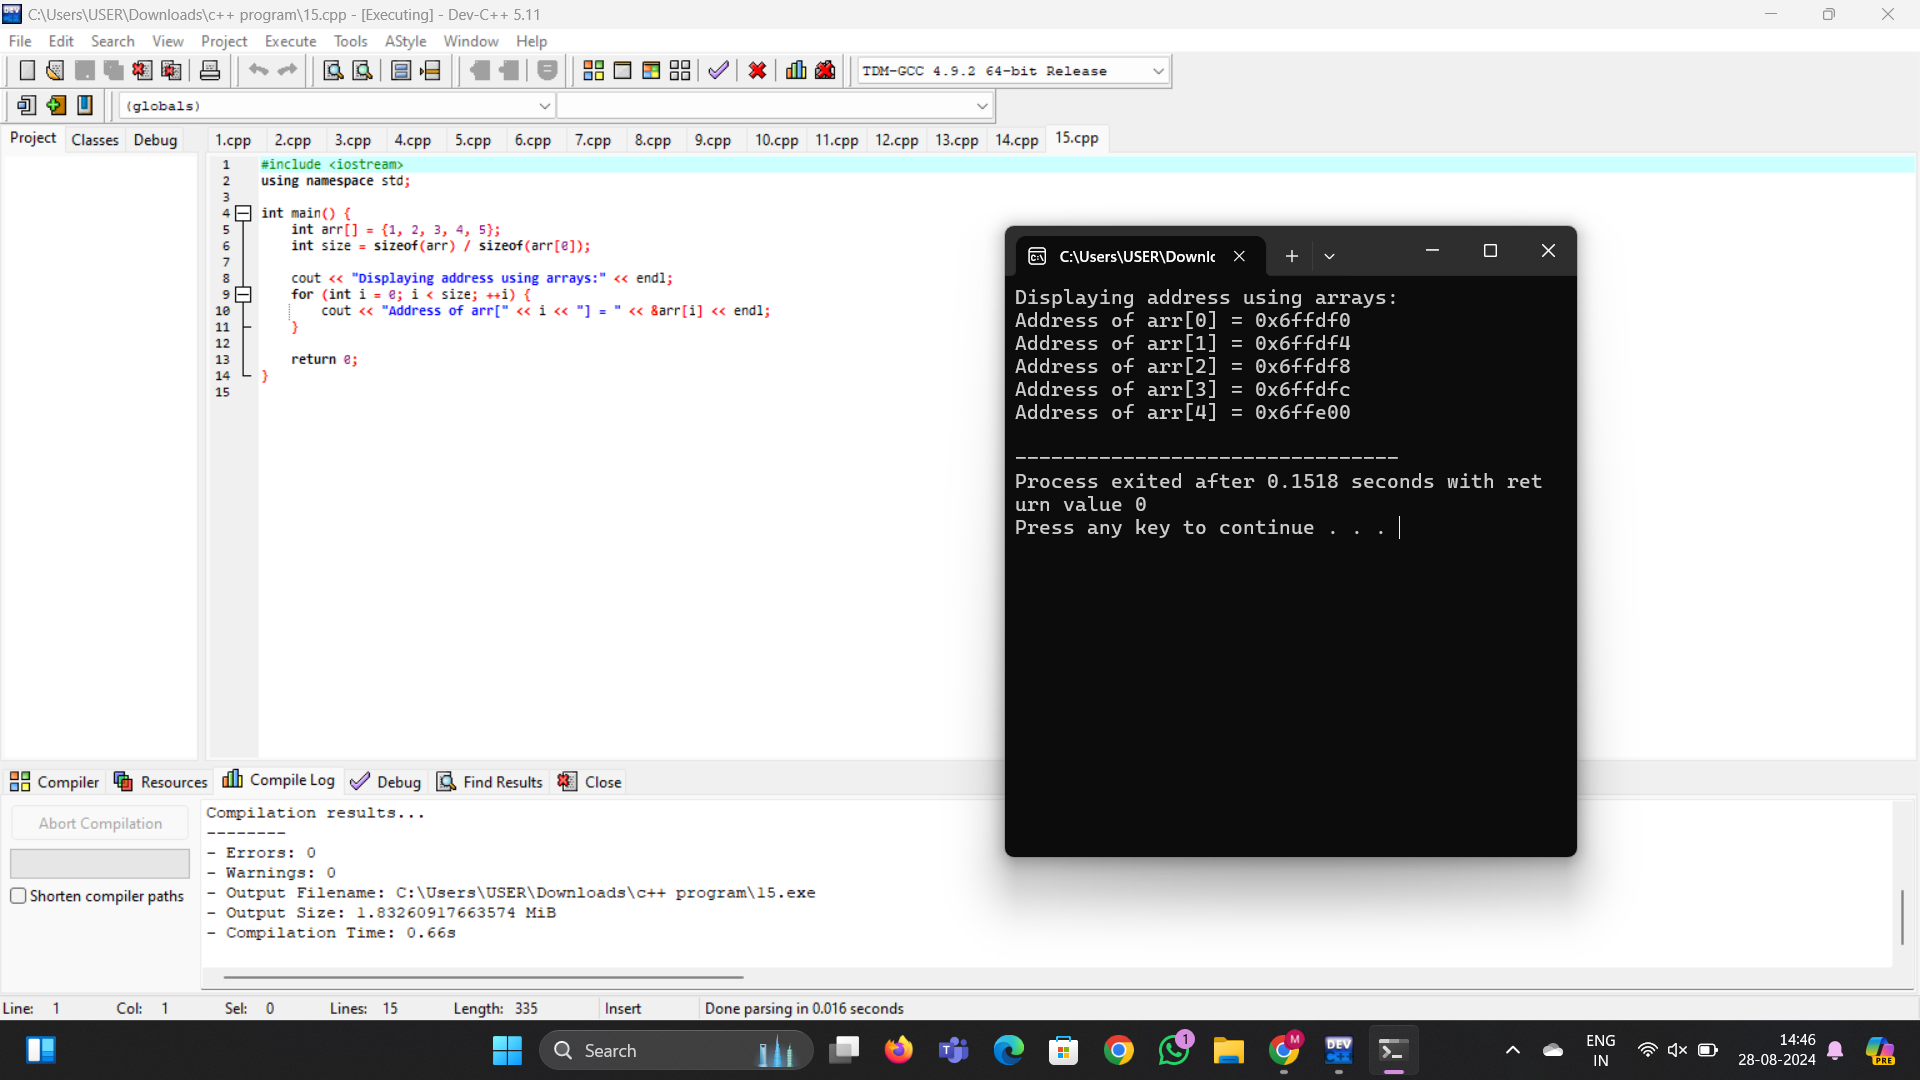 C:\Users\USER\Downloads\c++ program\15.cpp - [Executing] - Dev-C++ 5.11
File Edit Search View Project Execute Tools AStyle Window Help
TDM-GCC 4.9.2 64-bit Release
(globals)
Project Classes Debug
1.cpp 2.cpp 3.cpp 4.cpp 5.cpp 6.cpp 7.cpp 8.cpp 9.cpp 10.cpp 11.cpp 12.cpp 13.cpp 14.cpp 15.cpp
1 #include <iostream>
2 using namespace std;
3
4 int main() {
5 int arr[] = {1, 2, 3, 4, 5};
6 int size = sizeof(arr) / sizeof(arr[0]);
7
8 cout << "Displaying address using arrays:" << endl;
9 for (int i = 0; i < size; ++i) {
10 cout << "Address of arr[" << i << "] = " << &arr[i] << endl;
11 }
12
13 return 0;
14 }
15
C:\Users\USER\Downlo
Displaying address using arrays:
Address of arr[0] = 0x6ffdf0
Address of arr[1] = 0x6ffdf4
Address of arr[2] = 0x6ffdf8
Address of arr[3] = 0x6ffdfc
Address of arr[4] = 0x6ffe00
--------------------------------
Process exited after 0.1518 seconds with ret
urn value 0
Press any key to continue . . .
Compiler Resources Compile Log Debug Find Results Close
Abort Compilation
Shorten compiler paths
Compilation results...
--------
- Errors: 0
- Warnings: 0
- Output Filename: C:\Users\USER\Downloads\c++ program\15.exe
- Output Size: 1.83260917663574 MiB
- Compilation Time: 0.66s
Line: 1 Col: 1 Sel: 0 Lines: 15 Length: 335 Insert Done parsing in 0.016 seconds
Search
1
M
DEV
ENG
IN
14:46
28-08-2024
PRE